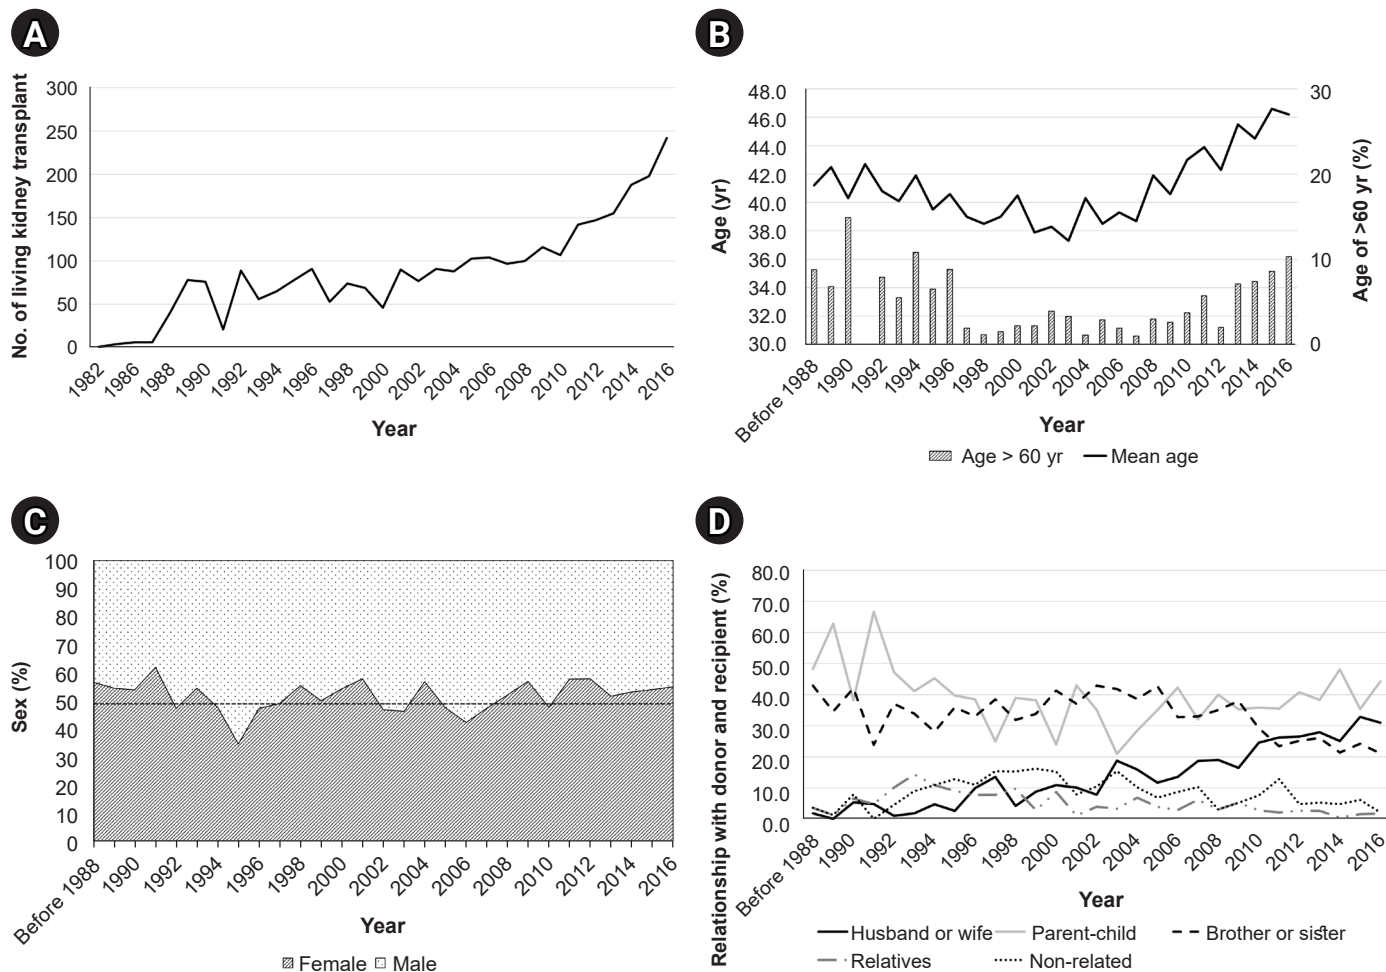 A
No. of living kidney transplant
300
250
200
150
100
50
0
1982 1986 1988 1990 1992 1994 1996 1998 2000 2002 2004 2006 2008 2010 2012 2014 2016
Year
B
Age (yr)
48.0
46.0
44.0
42.0
40.0
38.0
36.0
34.0
32.0
30.0
30
20
10
0
Age of >60 yr (%)
Before 1988 1990 1992 1994 1996 1998 2000 2002 2004 2006 2008 2010 2012 2014 2016
Year
Age > 60 yr Mean age
C
Sex (%)
100
90
80
70
60
50
40
30
20
10
0
Before 1988 1990 1992 1994 1996 1998 2000 2002 2004 2006 2008 2010 2012 2014 2016
Year
Female Male
D
Relationship with donor and recipient (%)
80.0
70.0
60.0
50.0
40.0
30.0
20.0
10.0
0.0
Before 1988 1990 1992 1994 1996 1998 2000 2002 2004 2006 2008 2010 2012 2014 2016
Year
Husband or wife Parent-child Brother or sister
Relatives Non-related